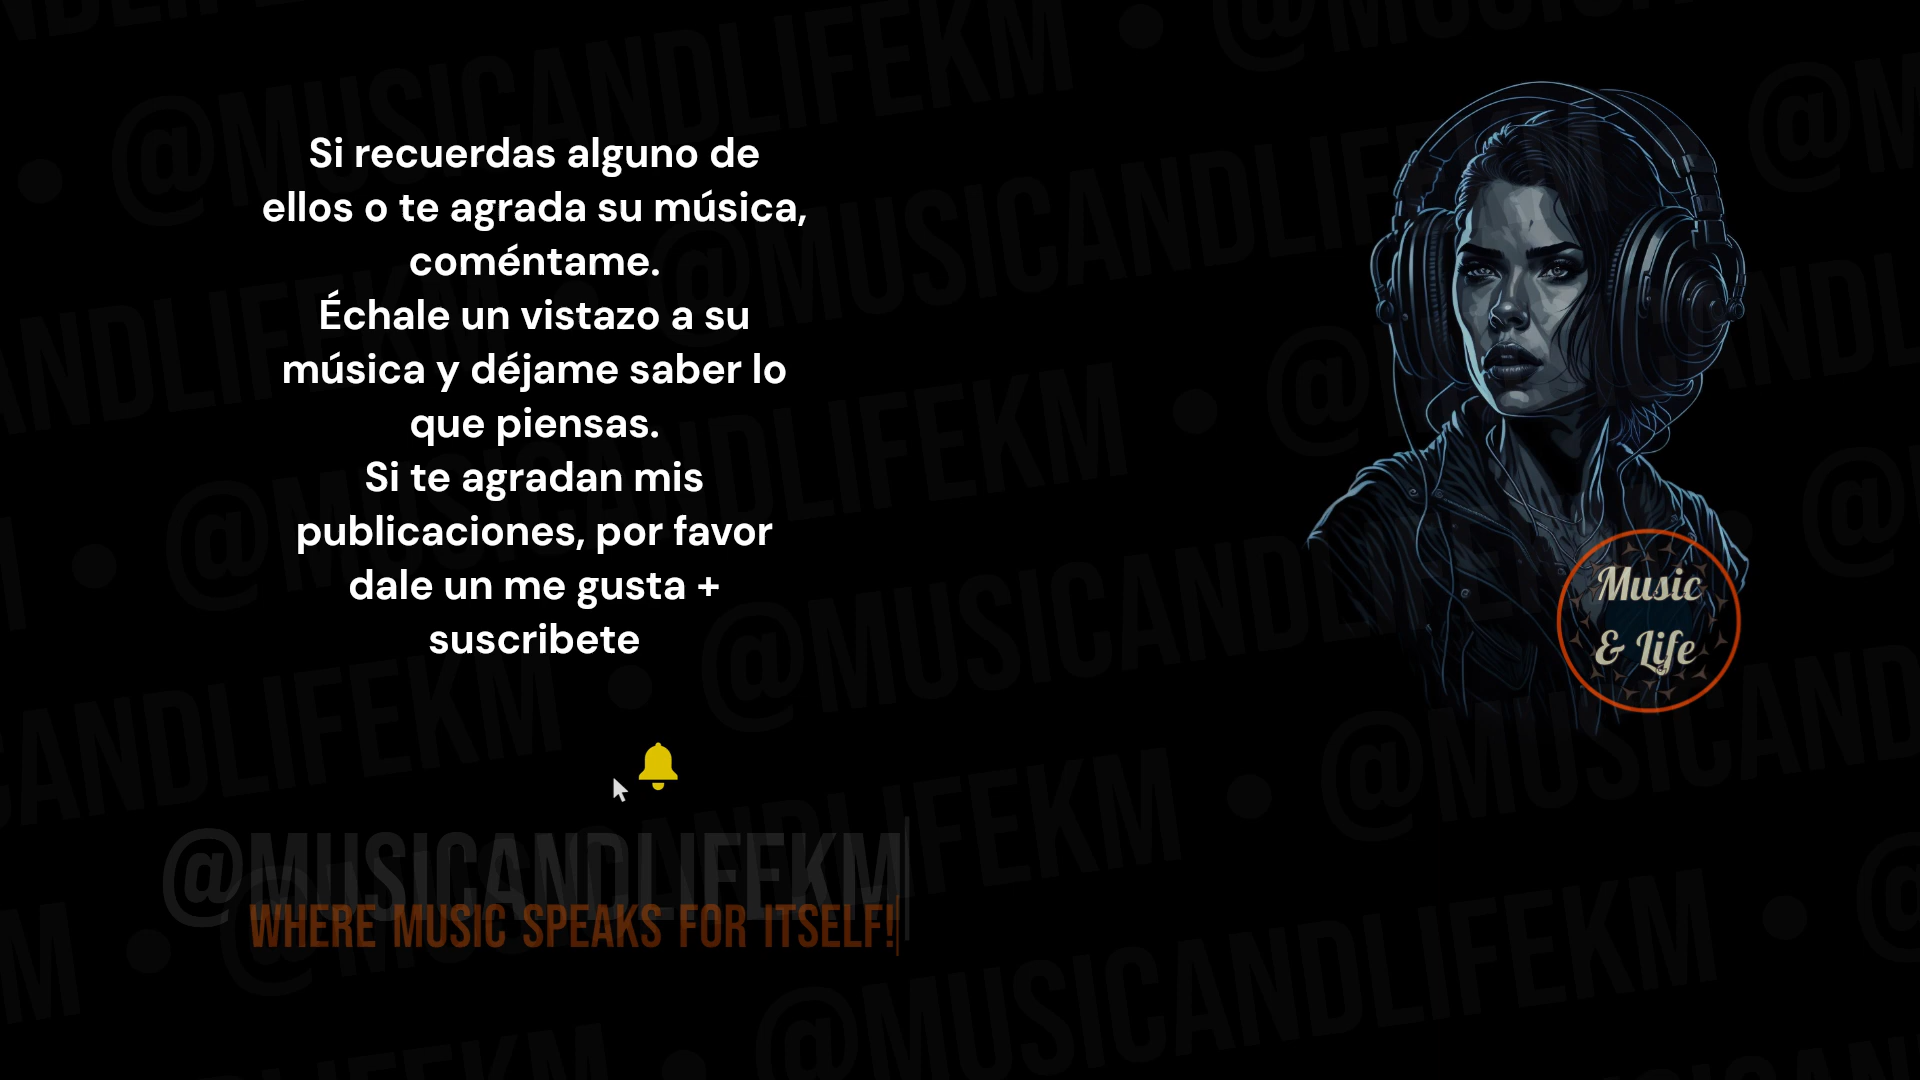 Si recuerdas alguno de
ellos o te agrada su música,
coméntame.
Échale un vistazo a su
música y déjame saber lo
que piensas.
Si te agradan mis
publicaciones, por favor
dale un me gusta +
suscribete
Music
& Life
@MUSICANDLIFEKM
WHERE MUSIC SPEAKS FOR ITSELF!